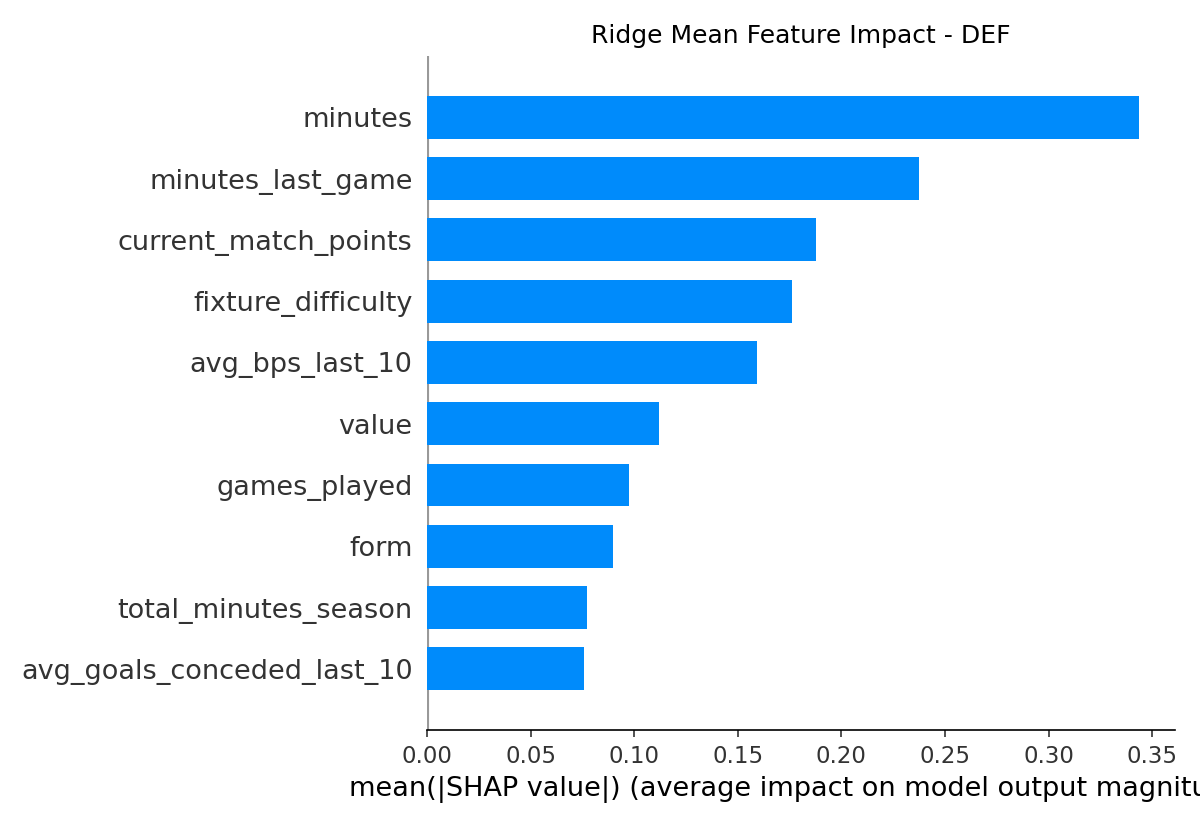 Ridge Mean Feature Impact - DEF
minutes
minutes_last_game
current_match_points
fixture_difficulty
avg_bps_last_10
value
games_played
form
total_minutes_season
avg_goals_conceded_last_10
0.00 0.05 0.10 0.15 0.20 0.25 0.30 0.35
mean(|SHAP value|) (average impact on model output magnitu